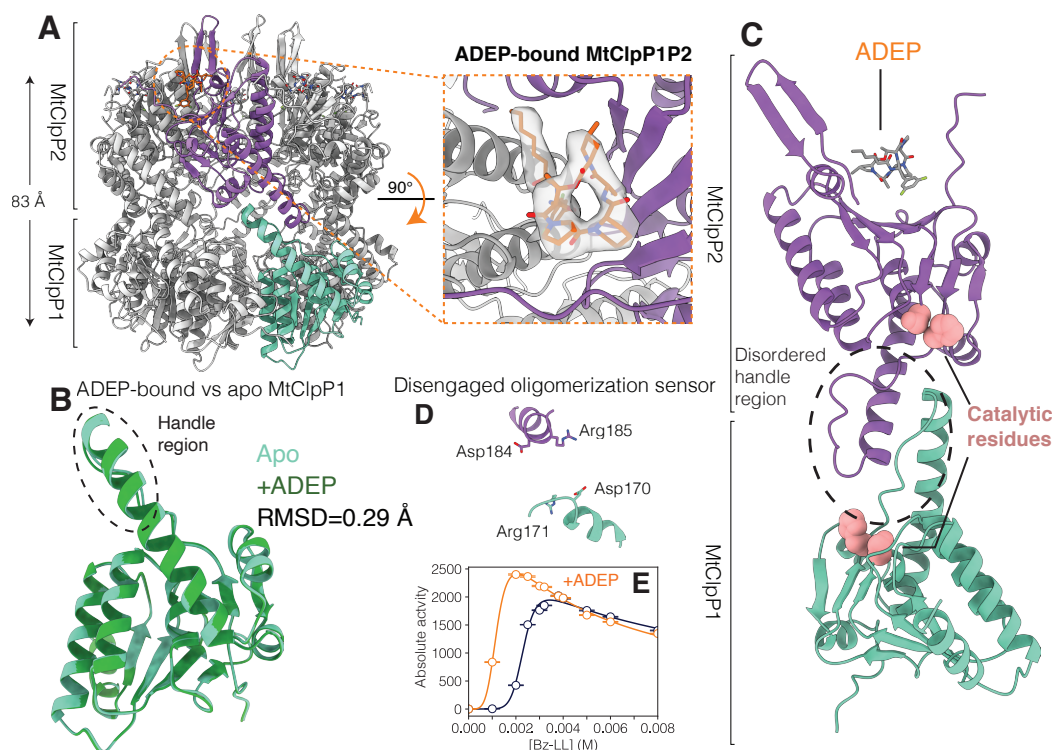 A
MtClpP2
83 Å
MtClpP1
ADEP-bound MtClpP1P2
90°
B
ADEP-bound vs apo MtClpP1
Handle
region
Apo
+ADEP
RMSD=0.29 Å
C
ADEP
MtClpP2
Disordered
handle
region
Catalytic
residues
MtClpP1
Disengaged oligomerization sensor
D
Arg185
Asp184
Asp170
Arg171
E
+ADEP
Absolute actvity
2500
2000
1500
1000
500
0
0.000
0.002
0.004
0.006
0.008
[Bz-LL] (M)